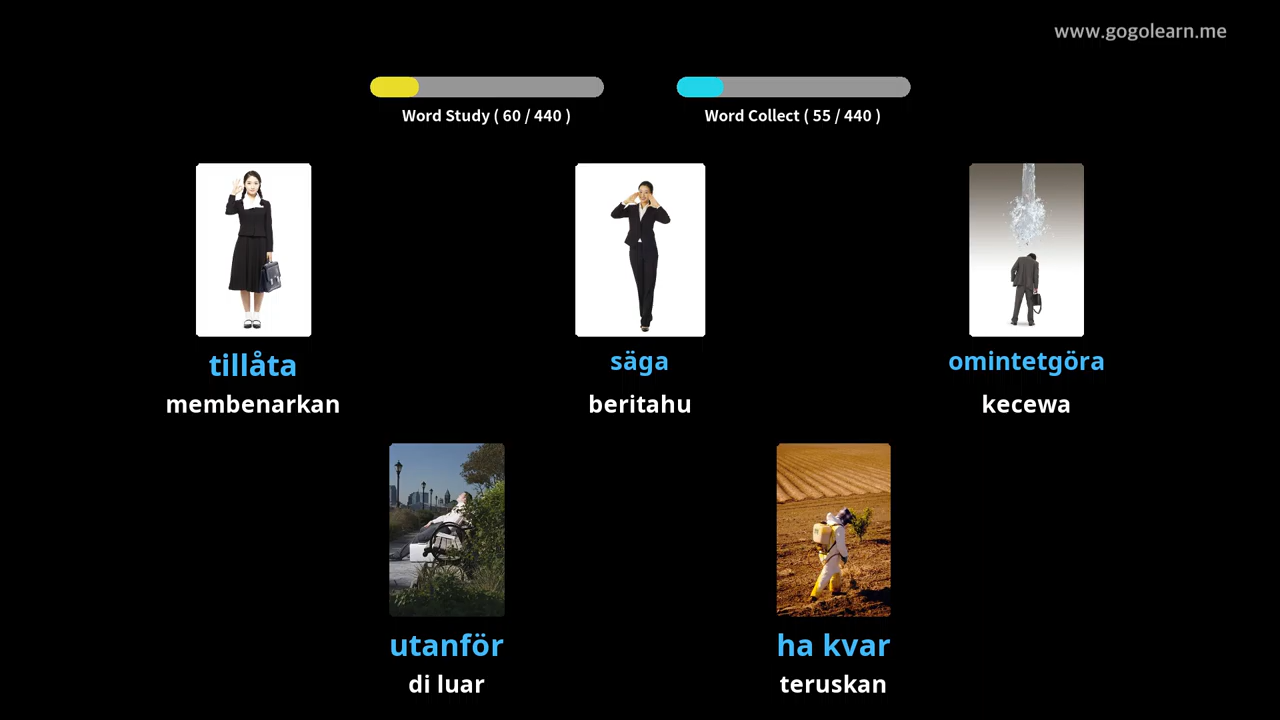 www.gogolearn.me
Word Study ( 60 / 440 )
Word Collect ( 55 / 440 )
tillåta
membenarkan
säga
beritahu
omintetgöra
kecewa
utanför
di luar
ha kvar
teruskan